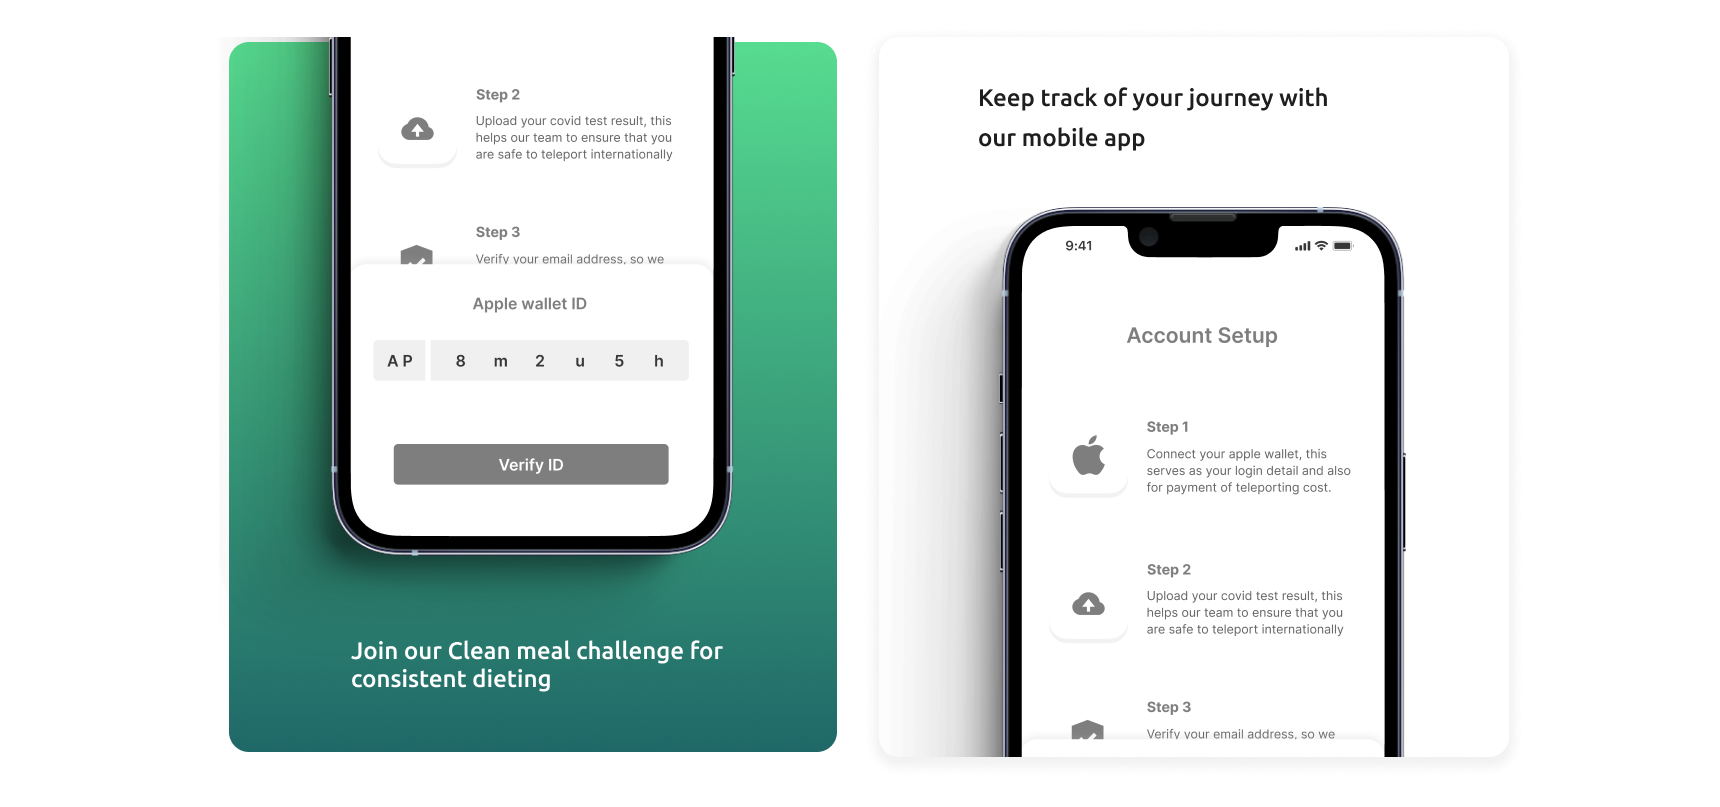 Step 2
Upload your covid test result, this
helps our team to ensure that you
are safe to teleport internationally
Step 3
Verify your email address, so we
Apple wallet ID
A P 8 m 2 u 5 h
Verify ID
Join our Clean meal challenge for
consistent dieting
Keep track of your journey with
our mobile app
9:41
Account Setup
Step 1
Connect your apple wallet, this
serves as your login detail and also
for payment of teleporting cost.
Step 2
Upload your covid test result, this
helps our team to ensure that you
are safe to teleport internationally
Step 3
Verify your email address, so we